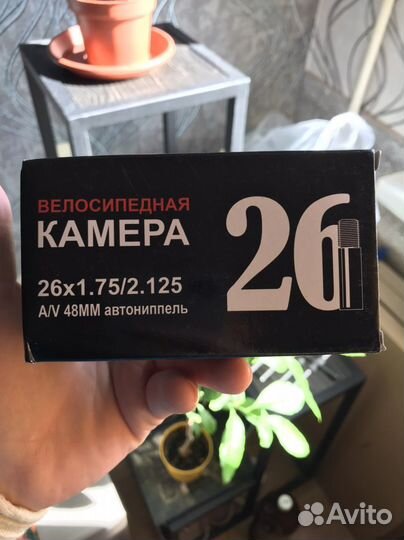 ВЕЛОСИПЕДНАЯ
КАМЕРА
26x1.75/2.125
A/V 48MM автониппель
26
Avito